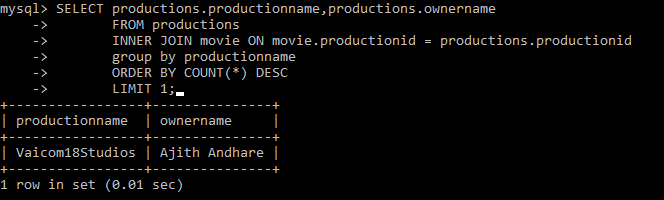 mysql> SELECT productions.productionname,productions.ownername
    ->        FROM productions
    ->        INNER JOIN movie ON movie.productionid = productions.productionid
    ->        group by productionname
    ->        ORDER BY COUNT(*) DESC
    ->        LIMIT 1;
+-----------------+---------------+
| productionname  | ownername     |
+-----------------+---------------+
| Vaicom18Studios | Ajith Andhare |
+-----------------+---------------+
1 row in set (0.01 sec)